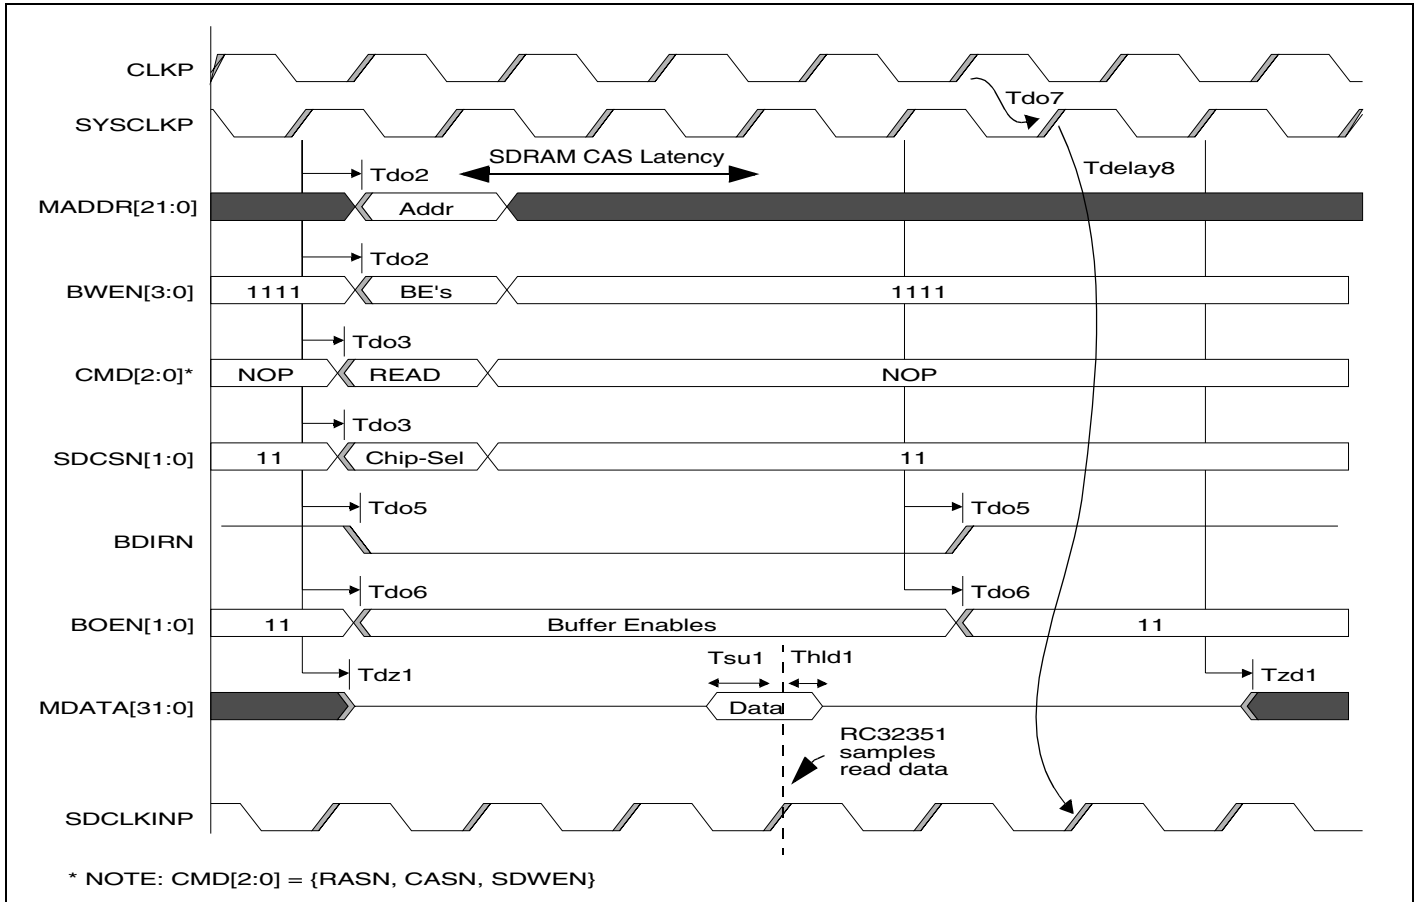 CLKP
Tdo7
SYSCLKP
SDRAM CAS Latency
Tdelay8
Tdo2
MADDR[21:0]
Addr
Tdo2
BWEN[3:0]
1111
BE's
1111
Tdo3
CMD[2:0]*
NOP
READ
NOP
Tdo3
SDCSN[1:0]
11
Chip-Sel
11
Tdo5
Tdo5
BDIRN
Tdo6
Tdo6
BOEN[1:0]
11
Buffer Enables
11
Tsu1
Thld1
Tdz1
Tzd1
MDATA[31:0]
Data
RC32351
samples
read data
SDCLKINP
* NOTE: CMD[2:0] = {RASN, CASN, SDWEN}